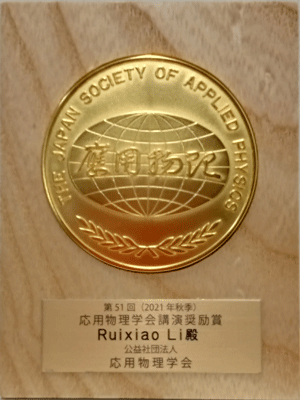 THE JAPAN SOCIETY OF APPLIED PHYSICS
應用物理
第51回（2021年秋季）
応用物理学会講演奨励賞
Ruixiao Li殿
公益社団法人
応用物理学会